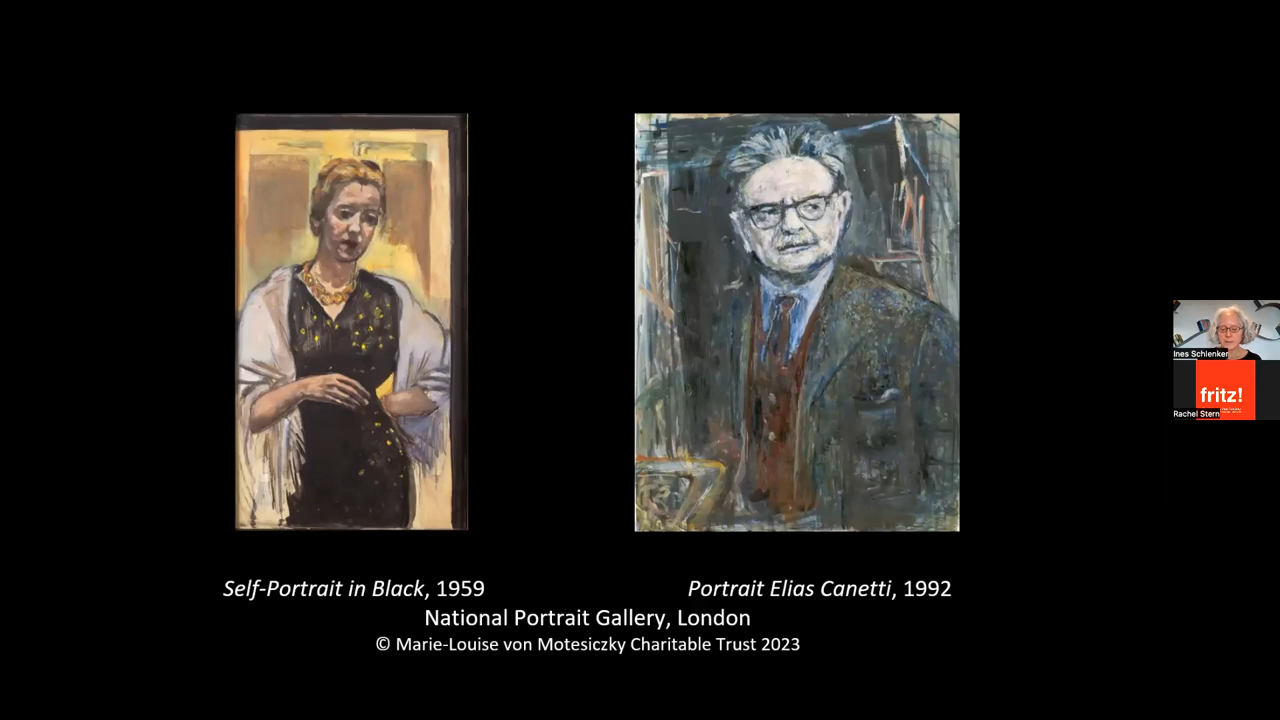 Self-Portrait in Black, 1959
Portrait Elias Canetti, 1992
National Portrait Gallery, London
© Marie-Louise von Motesiczky Charitable Trust 2023
Ines Schlenker
fritz!
Rachel Stern